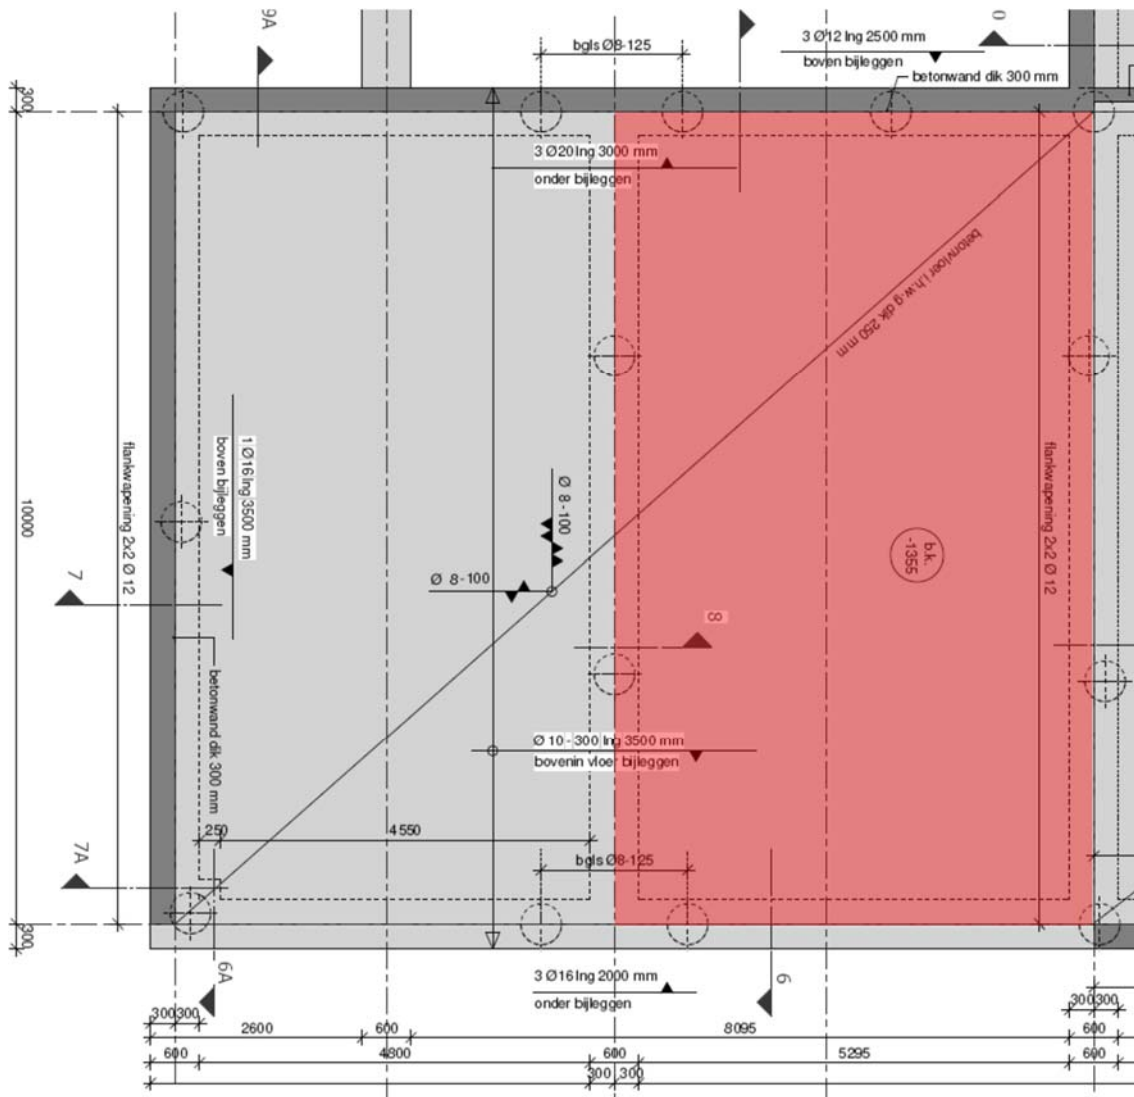 9A
0
bgls Ø8-125
3 Ø12 lng 2500 mm
boven bijleggen
betonwand dik 300 mm
300
3 Ø20 lng 3000 mm
onder bijleggen
betonvloer i.h.w.g dik 250 mm
flankwapening 2x2 Ø 12
1 Ø16 lng 3500 mm
boven bijleggen
Ø 8-100
Ø 8-100
10000
b.k.
-1355
flankwapening 2x2 Ø 12
7
8
betonwand dik 300 mm
Ø 10-300 lng 3500 mm
bovenin vloer bijleggen
250
4550
7A
bgls Ø8-125
300
6A
3 Ø16 lng 2000 mm
onder bijleggen
6
300 300
300 300
2600
600
8095
600
600
4800
600
5295
600
300 300